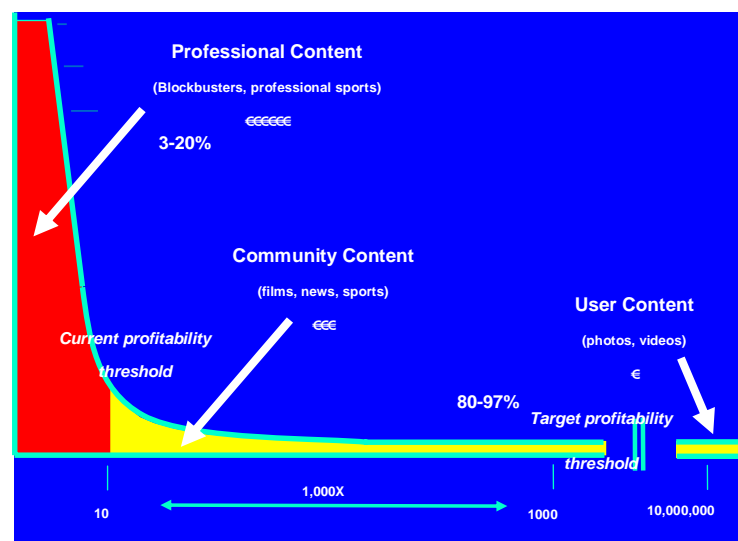 Professional Content
(Blockbusters, professional sports)
€€€€€€
3-20%
Community Content
(films, news, sports)
€€€
User Content
(photos, videos)
€
Current profitability
threshold
80-97%
Target profitability
threshold
1,000X
10
1000
10,000,000